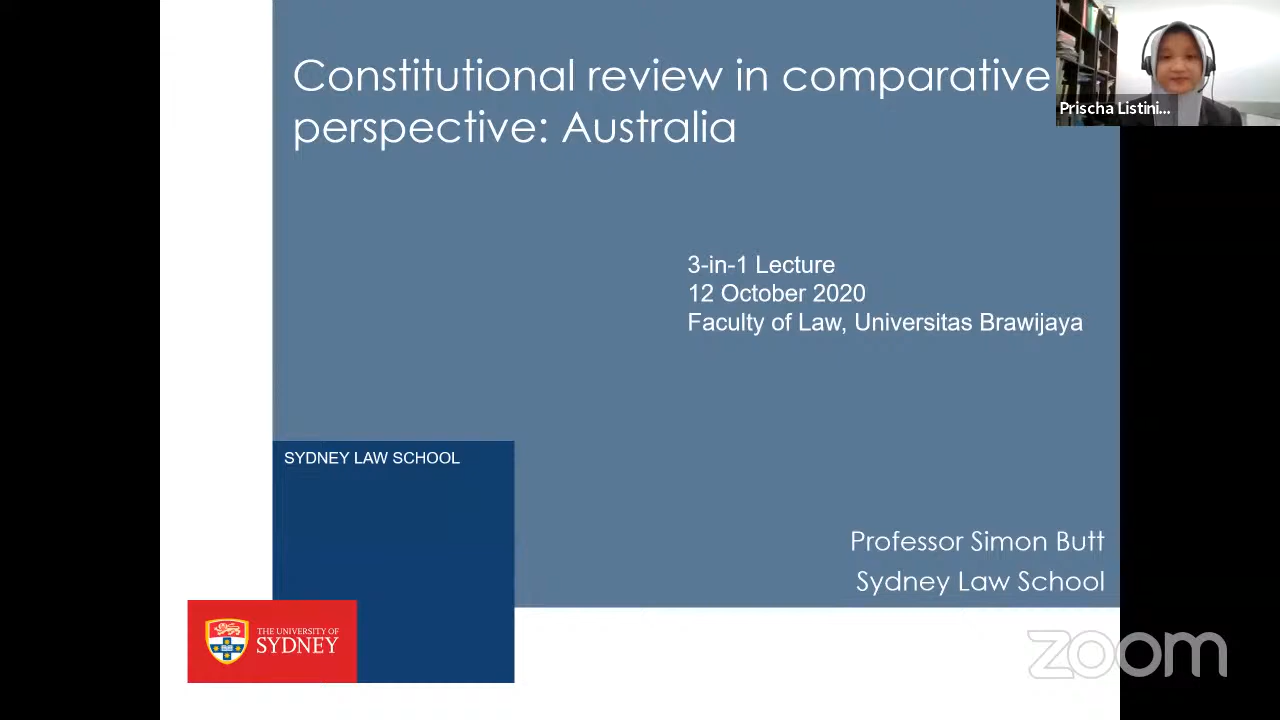 Constitutional review in comparative
perspective: Australia
Prischa Listini...
3-in-1 Lecture
12 October 2020
Faculty of Law, Universitas Brawijaya
SYDNEY LAW SCHOOL
Professor Simon Butt
Sydney Law School
THE UNIVERSITY OF
SYDNEY
zoom